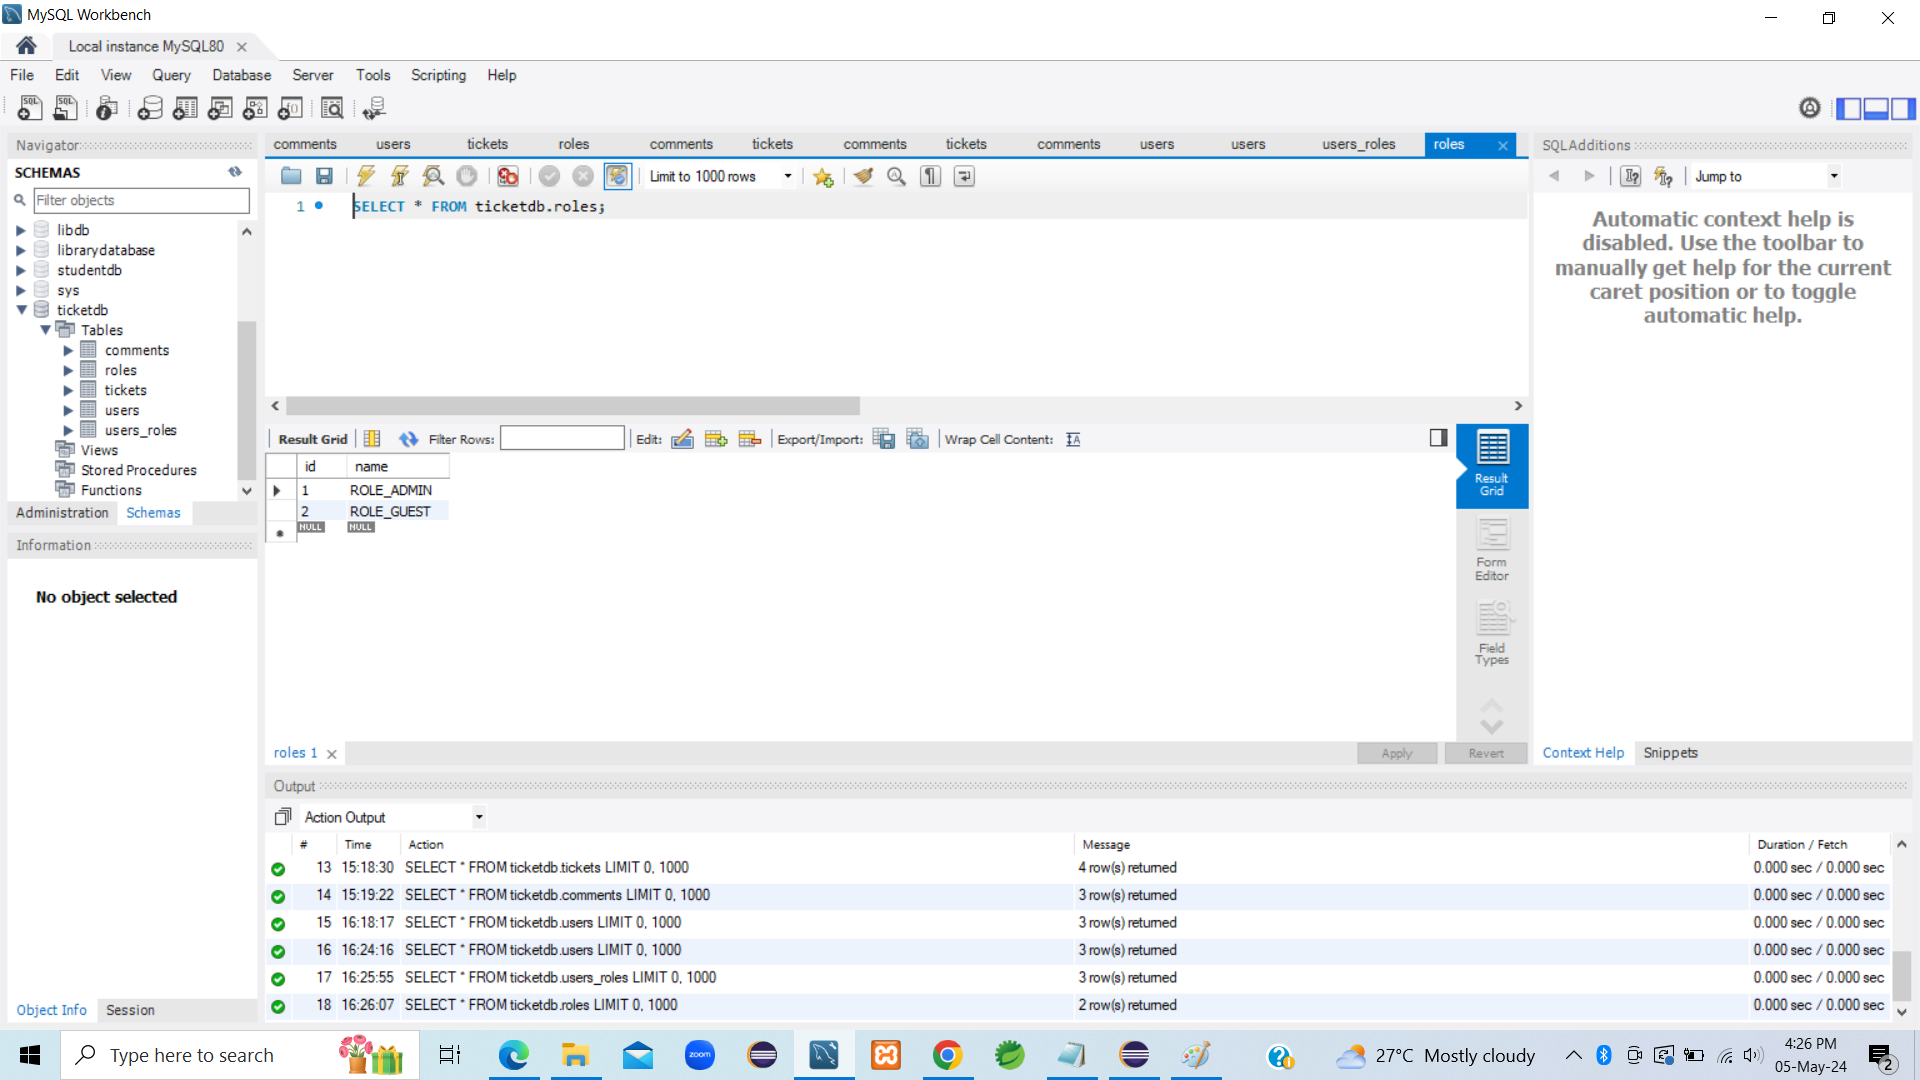 MySQL Workbench
Local instance MySQL80
File Edit View Query Database Server Tools Scripting Help
Navigator
SCHEMAS
Filter objects
libdb
librarydatabase
studentdb
sys
ticketdb
Tables
comments
roles
tickets
users
users_roles
Views
Stored Procedures
Functions
Administration Schemas
Information
No object selected
Object Info Session
comments users tickets roles comments tickets comments tickets comments users users users_roles roles
Limit to 1000 rows
1 SELECT * FROM ticketdb.roles;
Result Grid Filter Rows: Edit: Export/Import: Wrap Cell Content:
id name
1 ROLE_ADMIN
2 ROLE_GUEST
NULL NULL
Result Grid
Form Editor
Field Types
roles 1
Apply Revert
SQLAdditions
Jump to
Automatic context help is
disabled. Use the toolbar to
manually get help for the current
caret position or to toggle
automatic help.
Context Help Snippets
Output
Action Output
# Time Action Message Duration / Fetch
13 15:18:30 SELECT * FROM ticketdb.tickets LIMIT 0, 1000 4 row(s) returned 0.000 sec / 0.000 sec
14 15:19:22 SELECT * FROM ticketdb.comments LIMIT 0, 1000 3 row(s) returned 0.000 sec / 0.000 sec
15 16:18:17 SELECT * FROM ticketdb.users LIMIT 0, 1000 3 row(s) returned 0.000 sec / 0.000 sec
16 16:24:16 SELECT * FROM ticketdb.users LIMIT 0, 1000 3 row(s) returned 0.000 sec / 0.000 sec
17 16:25:55 SELECT * FROM ticketdb.users_roles LIMIT 0, 1000 3 row(s) returned 0.000 sec / 0.000 sec
18 16:26:07 SELECT * FROM ticketdb.roles LIMIT 0, 1000 2 row(s) returned 0.000 sec / 0.000 sec
Type here to search
zoom
27°C Mostly cloudy
4:26 PM
05-May-24
2